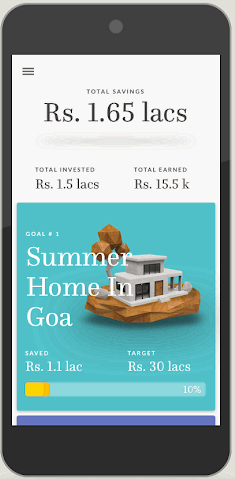 TOTAL SAVINGS
Rs. 1.65 lacs
TOTAL INVESTED TOTAL EARNED
Rs. 1.5 lacs Rs. 15.5 k
GOAL # 1
Summer
Home In
Goa
SAVED TARGET
Rs. 1.1 lac Rs. 30 lacs
10%